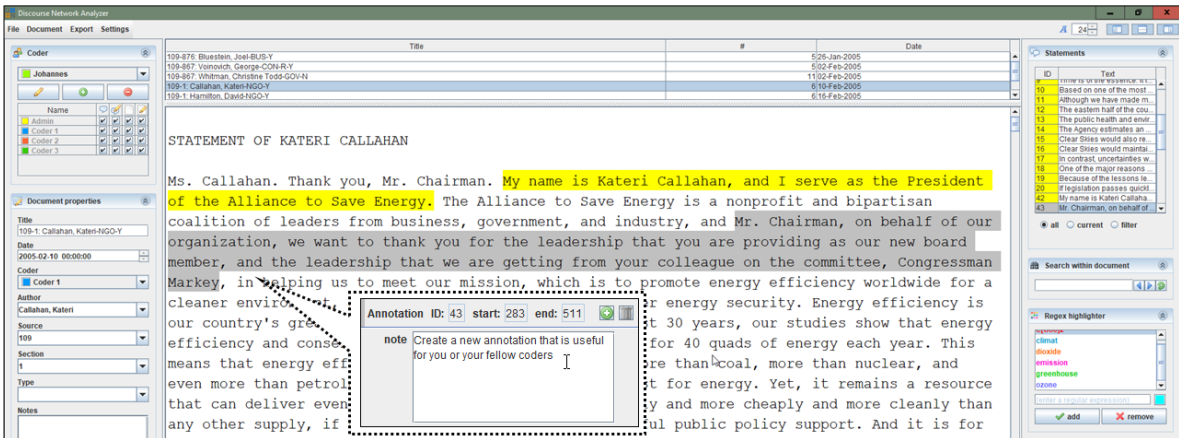 Discourse Network Analyzer
File Document Export Settings
A 24
Coder
Johannes
Name
Admin
Coder 1
Coder 2
Coder 3
Document properties
Title
109-1: Callahan, Kateri-NGO-Y
Date
2005-02-10 00:00:00
Coder
Coder 1
Author
Callahan, Kateri
Source
109
Section
1
Type
Notes
Title # Date
109-876: Bluestein, Joel-BUS-Y 5 26-Jan-2005
109-867: Voinovich, George-CON-R-Y 5 02-Feb-2005
109-867: Whitman, Christine Todd-GOV-N 11 02-Feb-2005
109-1: Callahan, Kateri-NGO-Y 6 10-Feb-2005
109-1: Hamilton, David-NGO-Y 6 16-Feb-2005
STATEMENT OF KATERI CALLAHAN
Ms. Callahan. Thank you, Mr. Chairman. My name is Kateri Callahan, and I serve as the President
of the Alliance to Save Energy. The Alliance to Save Energy is a nonprofit and bipartisan
coalition of leaders from business, government, and industry, and Mr. Chairman, on behalf of our
organization, we want to thank you for the leadership that you are providing as our new board
member, and the leadership that we are getting from your colleague on the committee, Congressman
Markey, in helping us to meet our mission, which is to promote energy efficiency worldwide for a
cleaner environment, r energy security. Energy efficiency is
our country's gre t 30 years, our studies show that energy
efficiency and conse for 40 quads of energy each year. This
means that energy eff re than coal, more than nuclear, and
even more than petrol t for energy. Yet, it remains a resource
that can deliver even y and more cheaply and more cleanly than
any other supply, if ul public policy support. And it is for
Annotation ID: 43 start: 283 end: 511
note Create a new annotation that is useful
for you or your fellow coders
Statements
ID Text
9 Time is of the essence. It t...
10 Based on one of the most ...
11 Although we have made m...
12 The eastern half of the cou...
13 The public health and envir...
14 The Agency estimates an ...
15 Clear Skies would also re...
16 Clear Skies would maintai...
17 In contrast, uncertainties w...
18 One of the major reasons ...
19 Because of the lessons le...
20 If legislation passes quickl...
42 My name is Kateri Callaha...
43 Mr. Chairman, on behalf of ...
all current filter
Search within document
Regex highlighter
climat
dioxide
emission
greenhouse
ozone
(enter a regular expression)
add remove